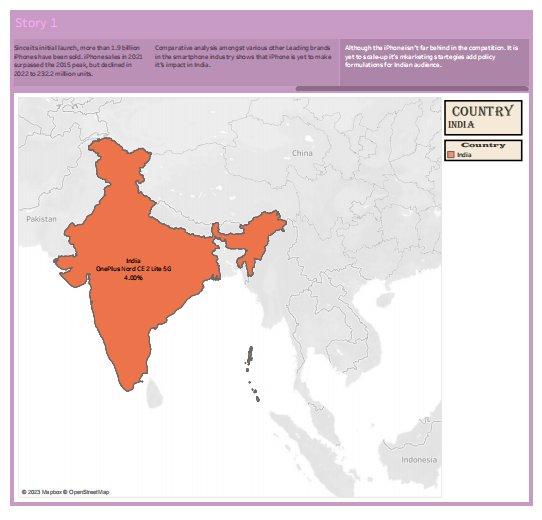 Story 1
Since its initial launch, more than 1.9 billion
iPhones have been sold. iPhone sales in 2021
surpassed the 2015 peak, but declined in
2022 to 232.2 million units.
Comparative analysis amongst various other Leading brands
in the smartphone industry shows that iPhone is yet to make
it's impact in India.
Although the iPhone isn't far behind in the competition. It is
yet to scale-up it's mkarketing startegies add policy
formulations for Indian audience.
COUNTRY
INDIA
Country
India
China
Pakistan
India
OnePlus Nord CE 2 Lite 5G
4.00%
Indonesia
© 2023 Mapbox © OpenStreetMap